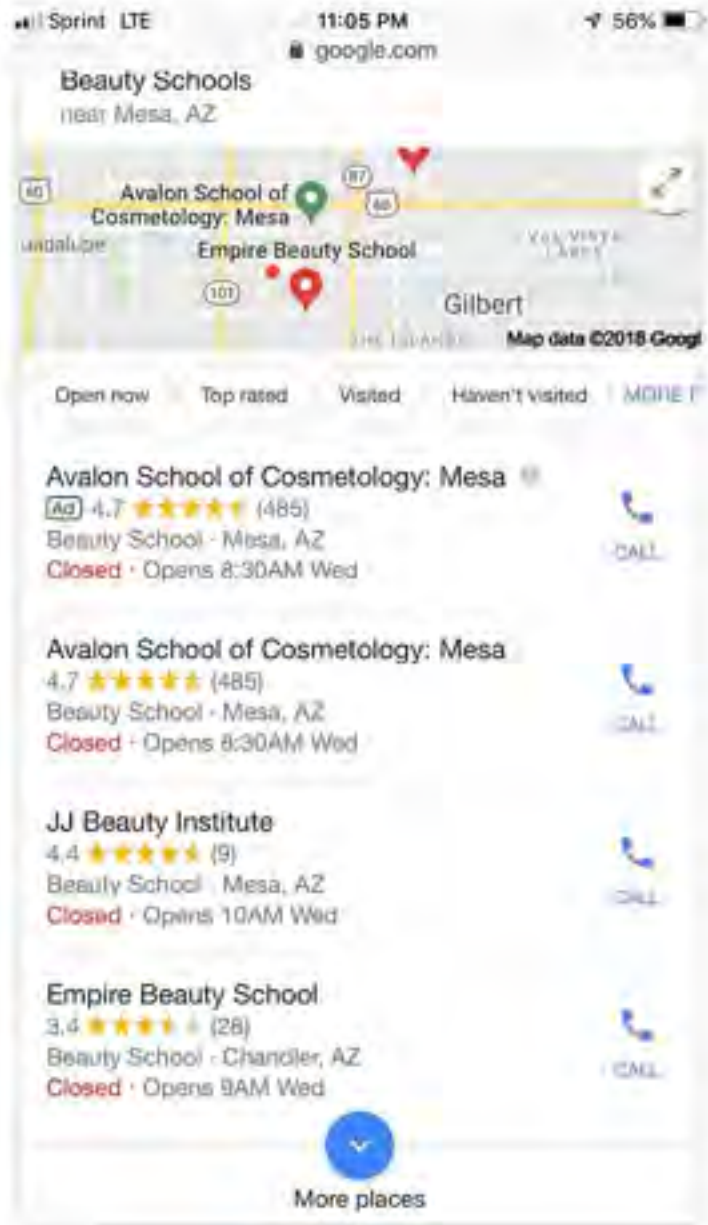 Sprint LTE 11:05 PM 56%
google.com
Beauty Schools
near Mesa, AZ
87
60
60
Avalon School of
Cosmetology: Mesa
Empire Beauty School
101
Gilbert
Map data ©2018 Googl
Open now Top rated Visited Haven't visited MORE F
Avalon School of Cosmetology: Mesa
Ad 4.7 (485)
Beauty School · Mesa, AZ
Closed · Opens 8:30AM Wed
CALL
Avalon School of Cosmetology: Mesa
4.7 (485)
Beauty School · Mesa, AZ
Closed · Opens 8:30AM Wed
CALL
JJ Beauty Institute
4.4 (9)
Beauty School · Mesa, AZ
Closed · Opens 10AM Wed
CALL
Empire Beauty School
3.4 (28)
Beauty School · Chandler, AZ
Closed · Opens 9AM Wed
CALL
More places